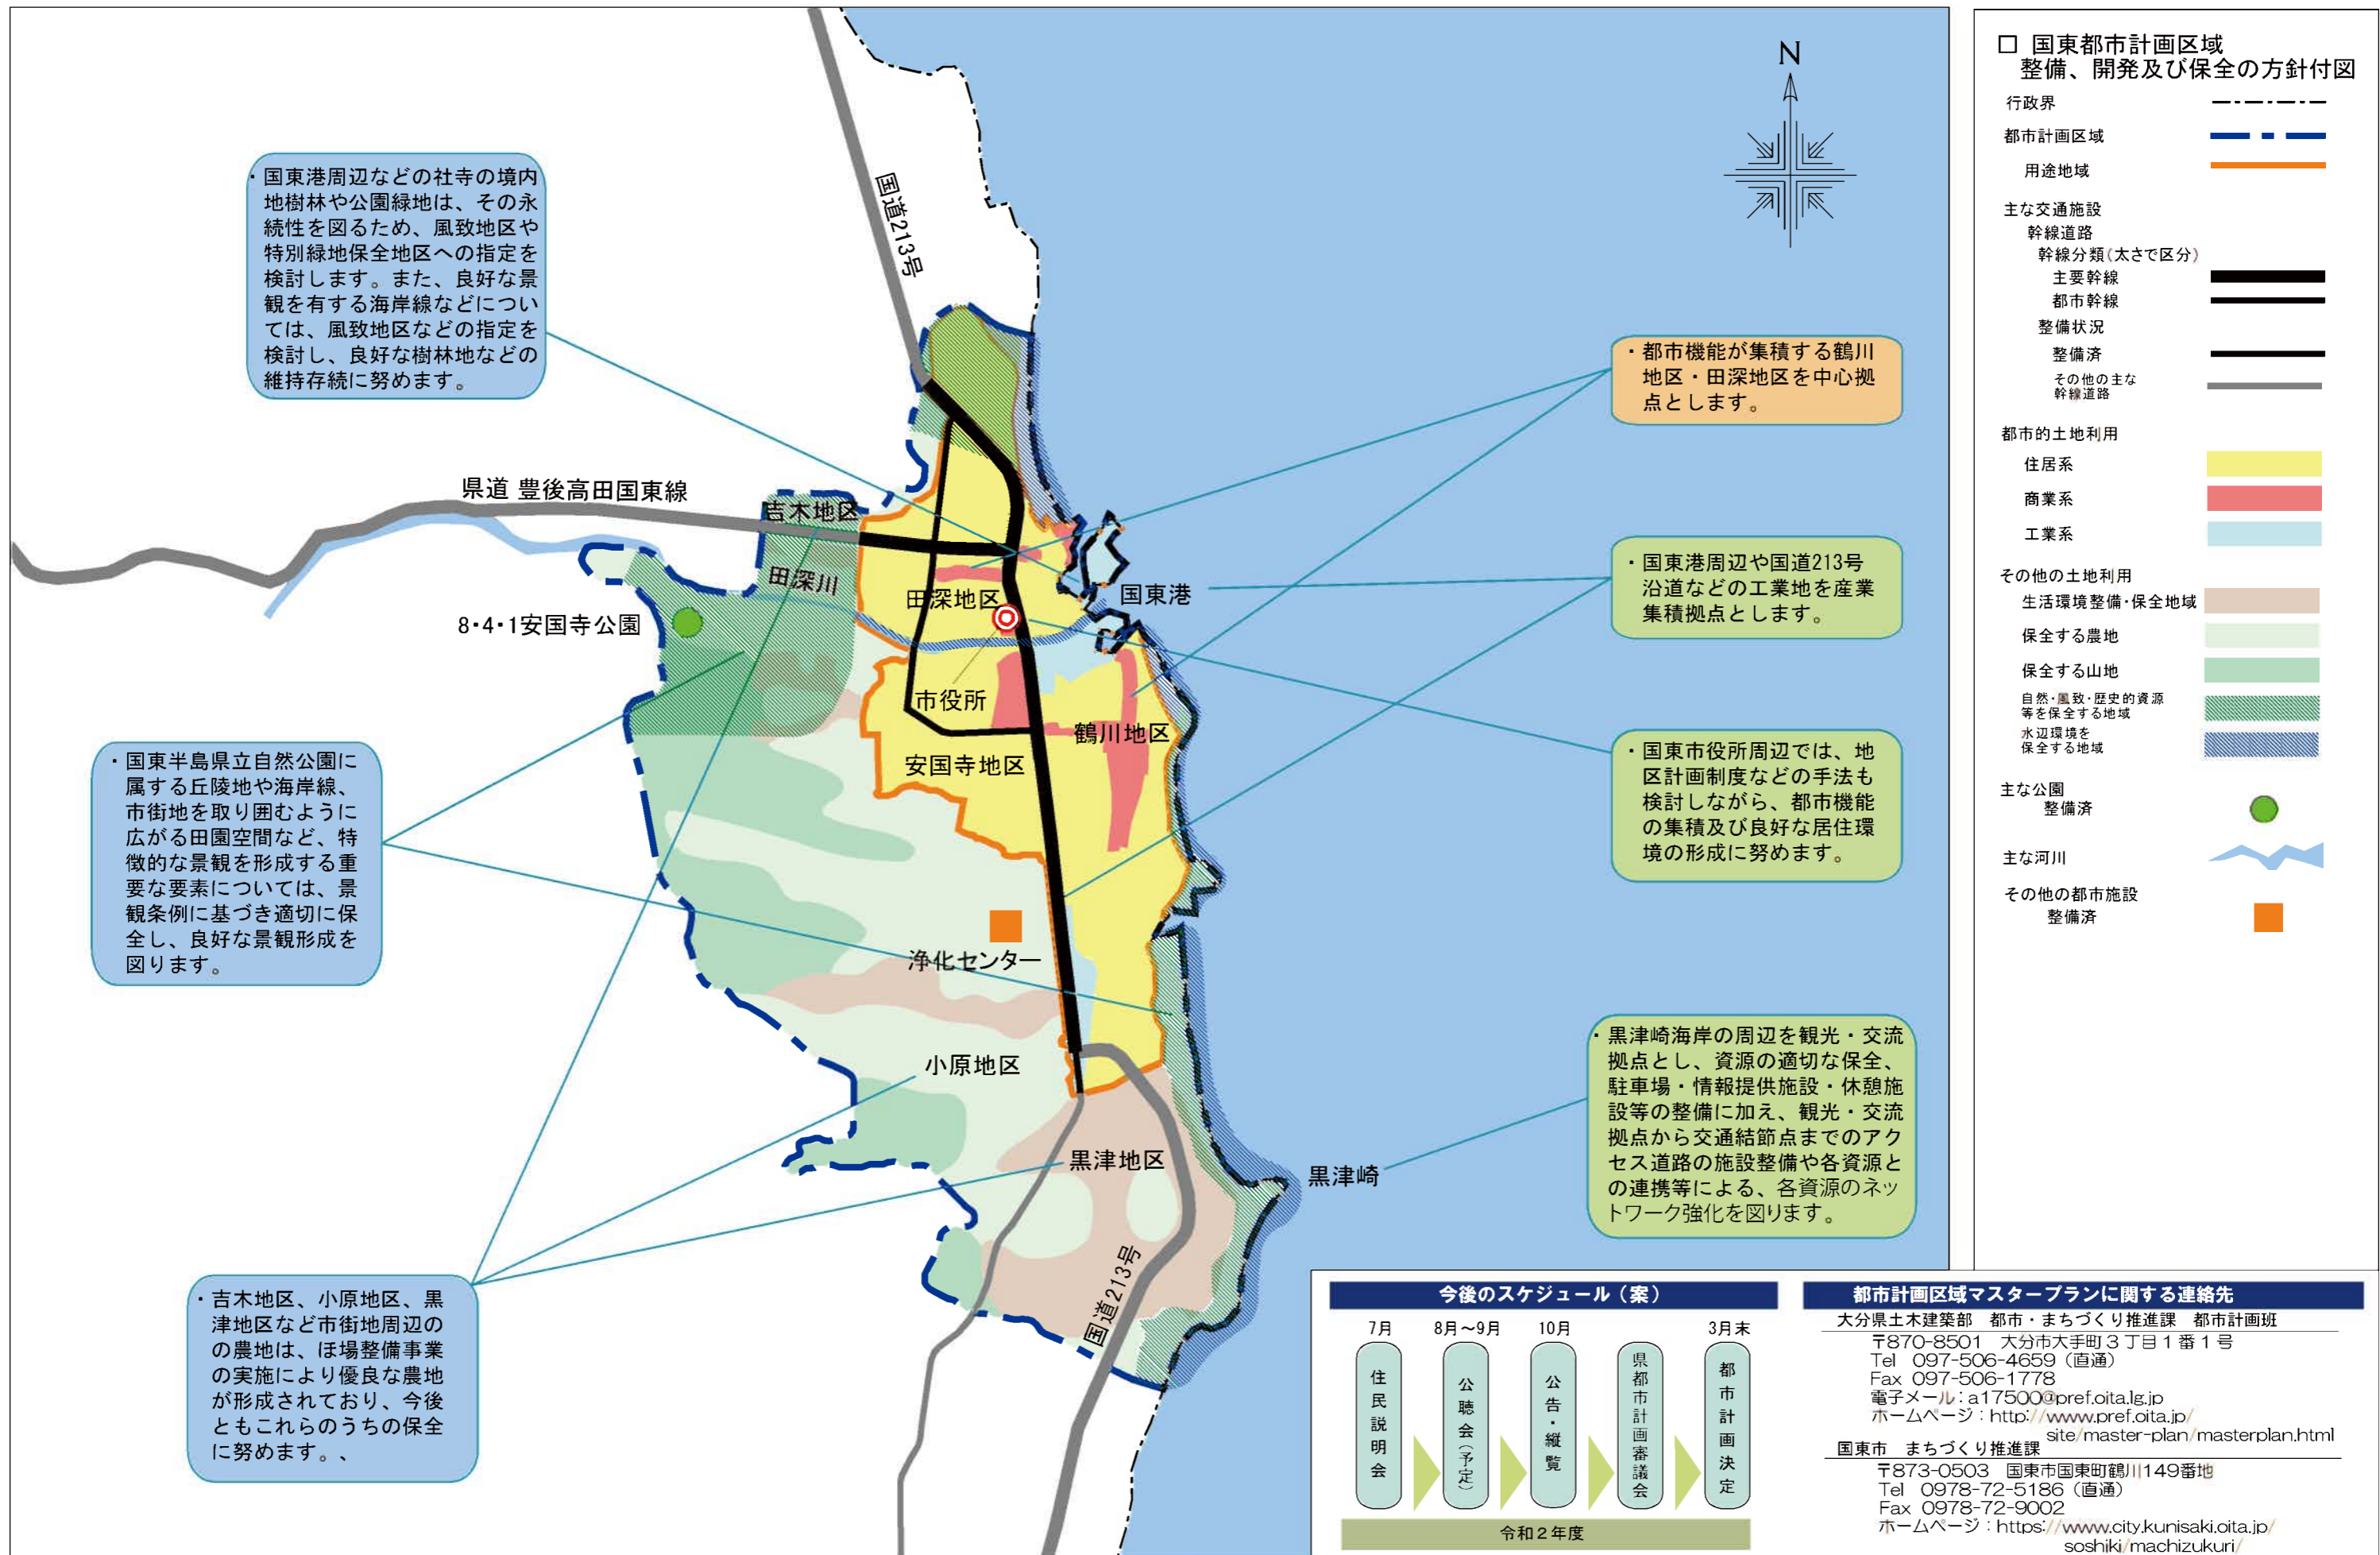 ・国東港周辺などの社寺の境内
地樹林や公園緑地は、その永
続性を図るため、風致地区や
特別緑地保全地区への指定を
検討します。また、良好な景
観を有する海岸線などについ
ては、風致地区などの指定を
検討し、良好な樹林地などの
維持存続に努めます。
国道213号
N
・都市機能が集積する鶴川
地区・田深地区を中心拠
点とします。
県道 豊後高田国東線
吉木地区
田深川
8・4・1安国寺公園
田深地区
国東港
・国東港周辺や国道213号
沿道などの工業地を産業
集積拠点とします。
市役所
鶴川地区
安国寺地区
・国東市役所周辺では、地
区計画制度などの手法も
検討しながら、都市機能
の集積及び良好な居住環
境の形成に努めます。
・国東半島県立自然公園に
属する丘陵地や海岸線、
市街地を取り囲むように
広がる田園空間など、特
徴的な景観を形成する重
要な要素については、景
観条例に基づき適切に保
全し、良好な景観形成を
図ります。
浄化センター
小原地区
黒津地区
黒津崎
・黒津崎海岸の周辺を観光・交流
拠点とし、資源の適切な保全、
駐車場・情報提供施設・休憩施
設等の整備に加え、観光・交流
拠点から交通結節点までのアク
セス道路の施設整備や各資源と
の連携等による、各資源のネッ
トワーク強化を図ります。
・吉木地区、小原地区、黒
津地区など市街地周辺の
の農地は、ほ場整備事業
の実施により優良な農地
が形成されており、今後
ともこれらのうちの保全
に努めます。、
国道213号
□ 国東都市計画区域
整備、開発及び保全の方針付図
行政界
都市計画区域
用途地域
主な交通施設
幹線道路
幹線分類(太さで区分)
主要幹線
都市幹線
整備状況
整備済
その他の主な
幹線道路
都市的土地利用
住居系
商業系
工業系
その他の土地利用
生活環境整備・保全地域
保全する農地
保全する山地
自然・風致・歴史的資源
等を保全する地域
水辺環境を
保全する地域
主な公園
整備済
主な河川
その他の都市施設
整備済
今後のスケジュール（案）
7月
8月～9月
10月
3月末
住民説明会
公聴会（予定）
公告・縦覧
県都市計画審議会
都市計画決定
令和２年度
都市計画区域マスタープランに関する連絡先
大分県土木建築部　都市・まちづくり推進課　都市計画班
〒870-8501　大分市大手町３丁目１番１号
Tel　097-506-4659（直通）
Fax 097-506-1778
電子メール：a17500@pref.oita.lg.jp
ホームページ：http://www.pref.oita.jp/
site/master-plan/masterplan.html
国東市　まちづくり推進課
〒873-0503　国東市国東町鶴川149番地
Tel　0978-72-5186（直通）
Fax 0978-72-9002
ホームページ：https://www.city.kunisaki.oita.jp/
soshiki/machizukuri/